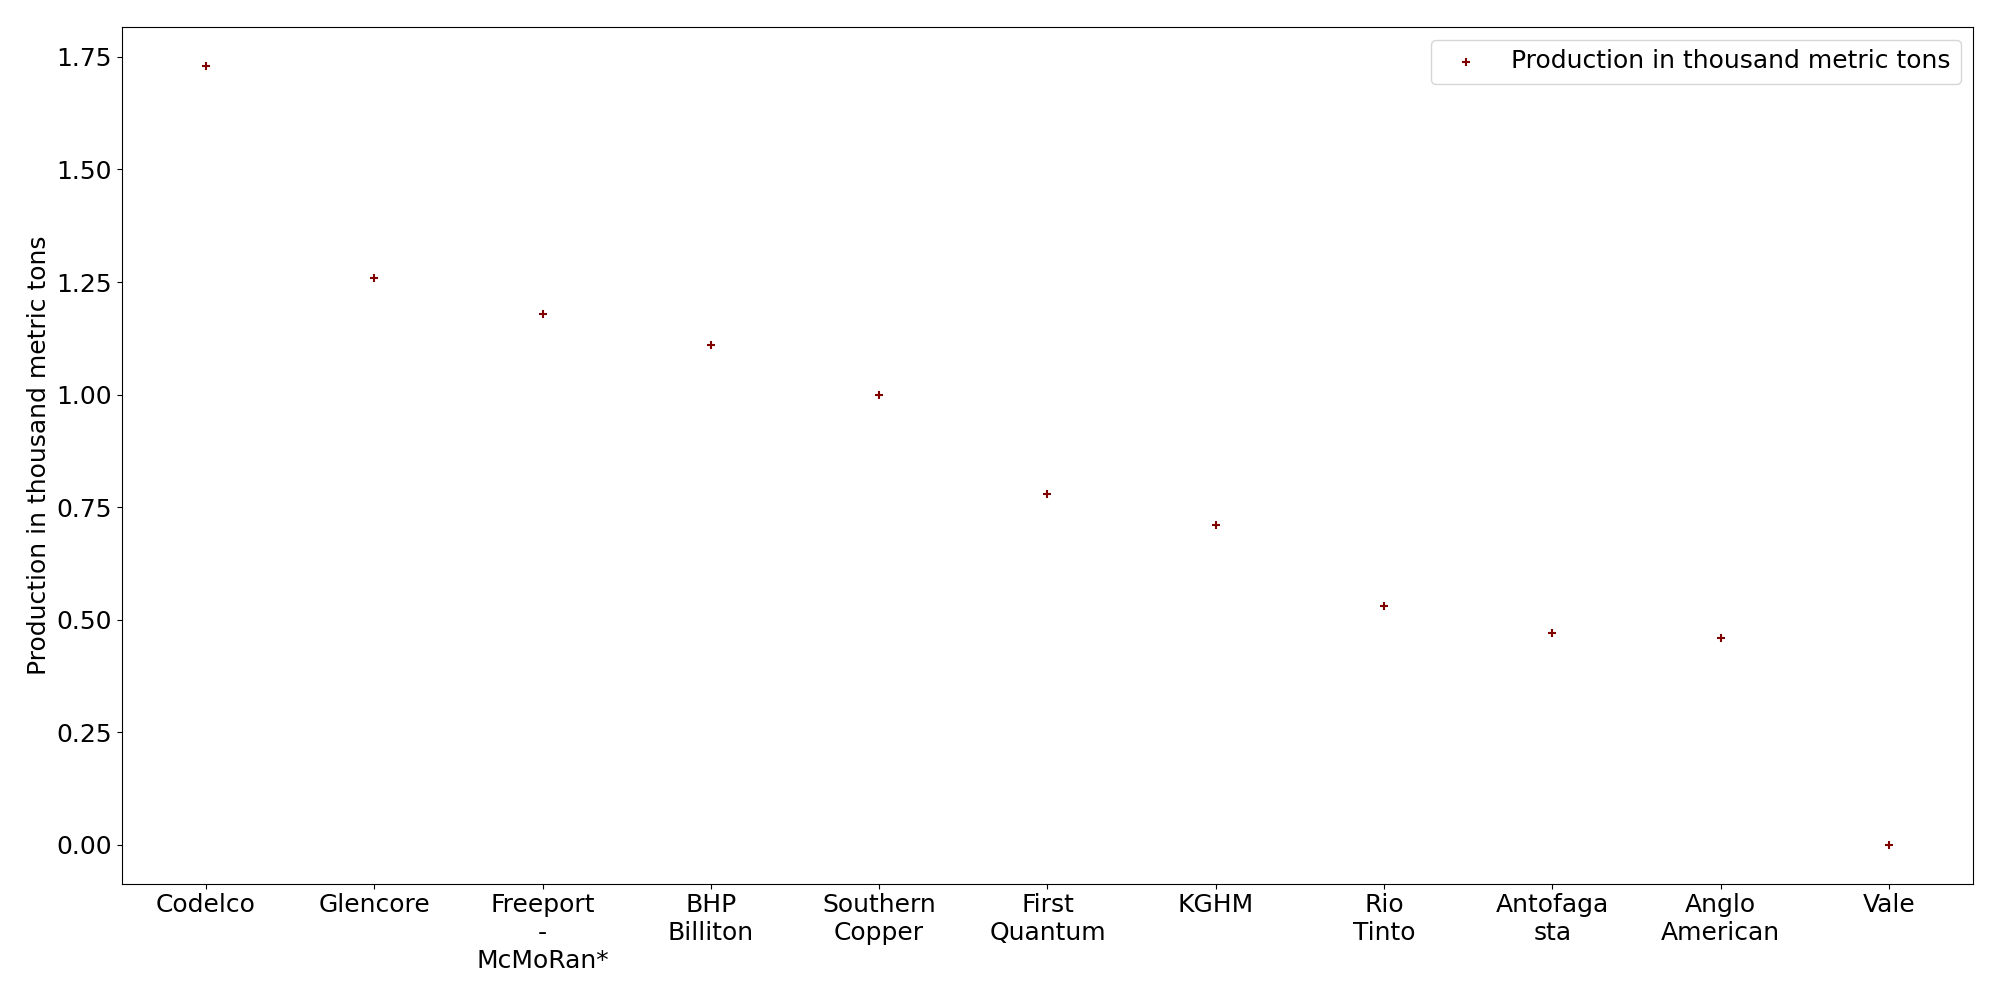 Production in thousand metric tons
Production in thousand metric tons
1.75
1.50
1.25
1.00
0.75
0.50
0.25
0.00
Codelco
Glencore
Freeport
-
McMoRan*
BHP
Billiton
Southern
Copper
First
Quantum
KGHM
Rio
Tinto
Antofaga
sta
Anglo
American
Vale